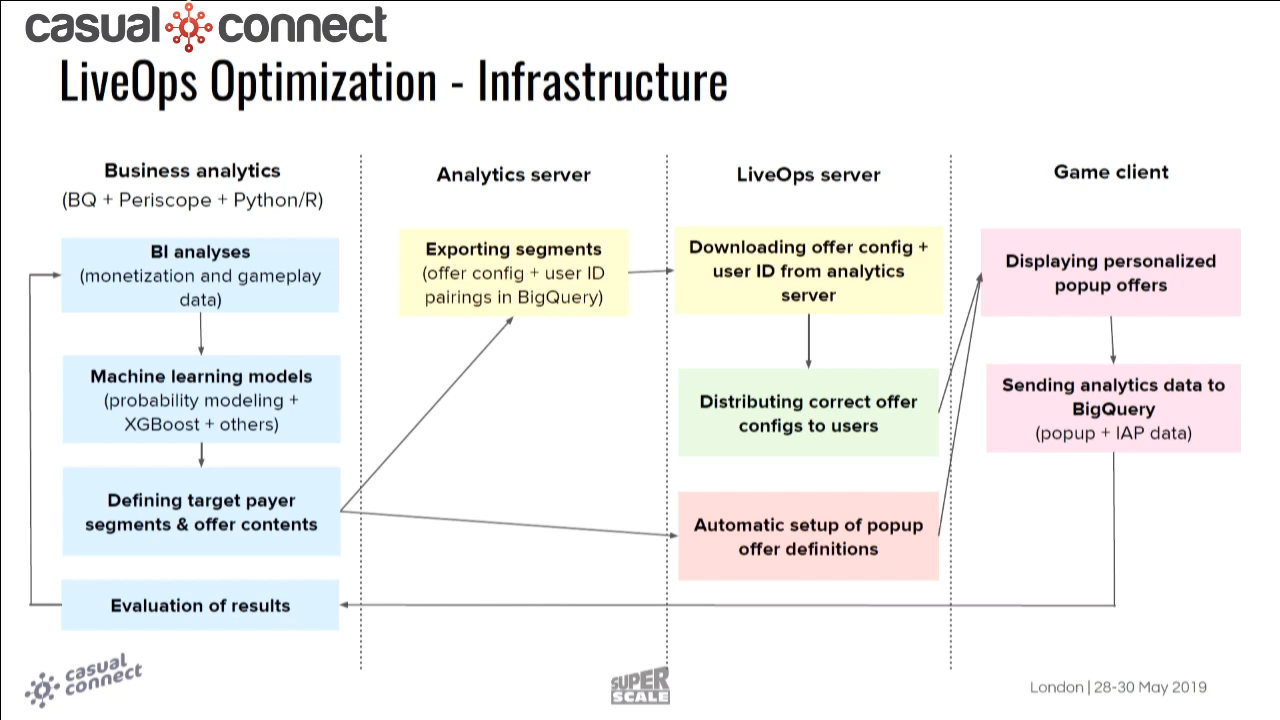 casual connect
LiveOps Optimization - Infrastructure
Business analytics
(BQ + Periscope + Python/R)
BI analyses
(monetization and gameplay
data)
Machine learning models
(probability modeling +
XGBoost + others)
Defining target payer
segments & offer contents
Evaluation of results
Analytics server
Exporting segments
(offer config + user ID
pairings in BigQuery)
LiveOps server
Downloading offer config +
user ID from analytics
server
Distributing correct offer
configs to users
Automatic setup of popup
offer definitions
Game client
Displaying personalized
popup offers
Sending analytics data to
BigQuery
(popup + IAP data)
casual
connect
SUPER
SCALE
London | 28-30 May 2019